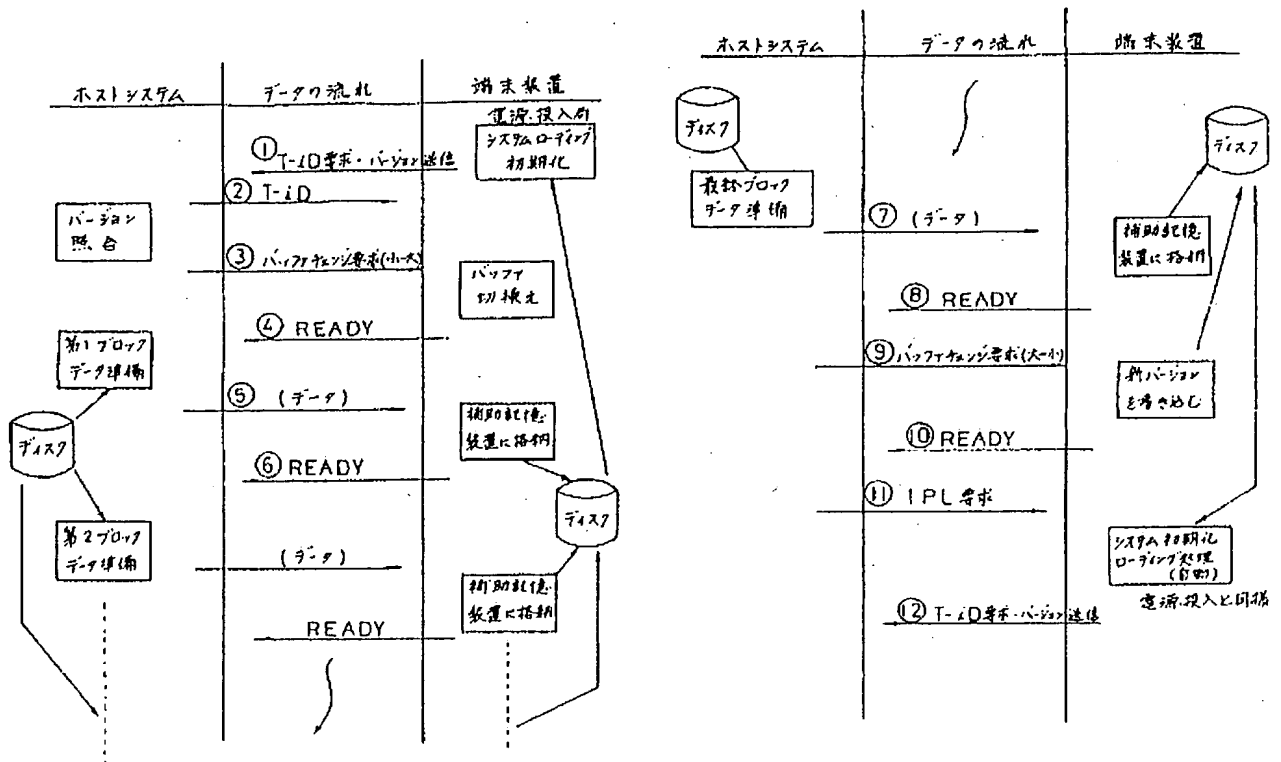 ホストシステム
データの流れ
端末装置
電源投入局
システムローディング
初期化
① T-iD要求・バージョン送信
② T-iD
バージョン
照合
③ バッファチェンジ要求(小→大)
バッファ
切換え
④ READY
第1ブロック
データ準備
⑤ (データ)
ディスク
補助記憶
装置に格納
⑥ READY
ディスク
第2ブロック
データ準備
(データ)
補助記憶
装置に格納
READY
ホストシステム
データの流れ
端末装置
ディスク
ディスク
最終ブロック
データ準備
⑦ (データ)
補助記憶
装置に格納
⑧ READY
⑨ バッファチェンジ要求(大→小)
新バージョン
を書き込む
⑩ READY
⑪ IPL要求
システム初期化
ローディング処理
電源投入と同様
⑫ T-iD要求・バージョン送信